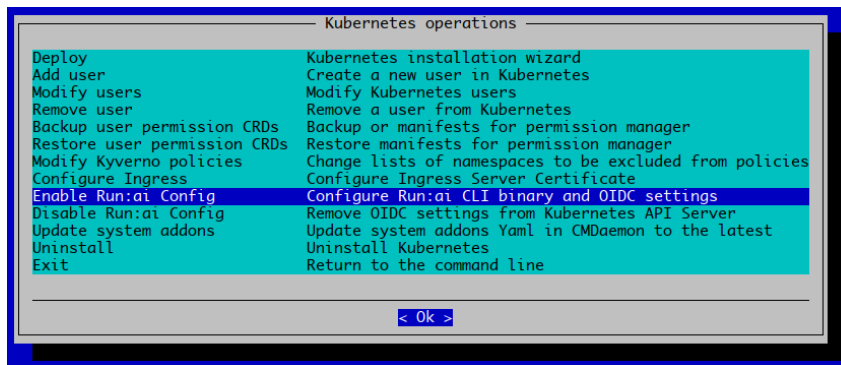 Kubernetes operations
Deploy Kubernetes installation wizard
Add user Create a new user in Kubernetes
Modify users Modify Kubernetes users
Remove user Remove a user from Kubernetes
Backup user permission CRDs Backup or manifests for permission manager
Restore user permission CRDs Restore manifests for permission manager
Modify Kyverno policies Change lists of namespaces to be excluded from policies
Configure Ingress Configure Ingress Server Certificate
Enable Run:ai Config Configure Run:ai CLI binary and OIDC settings
Disable Run:ai Config Remove OIDC settings from Kubernetes API Server
Update system addons Update system addons Yaml in CMDaemon to the latest
Uninstall Uninstall Kubernetes
Exit Return to the command line
< Ok >